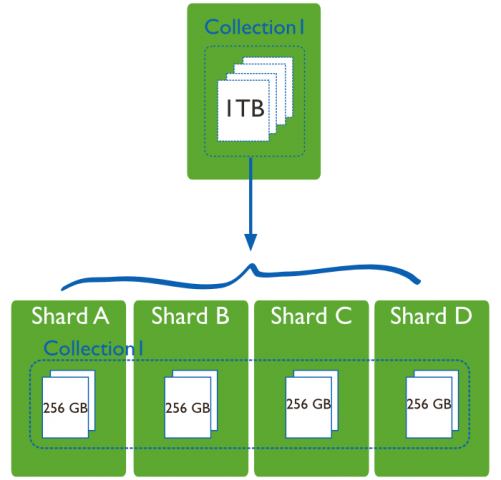 Collection1
1TB
Shard A
Shard B
Shard C
Shard D
Collection1
256 GB
256 GB
256 GB
256 GB